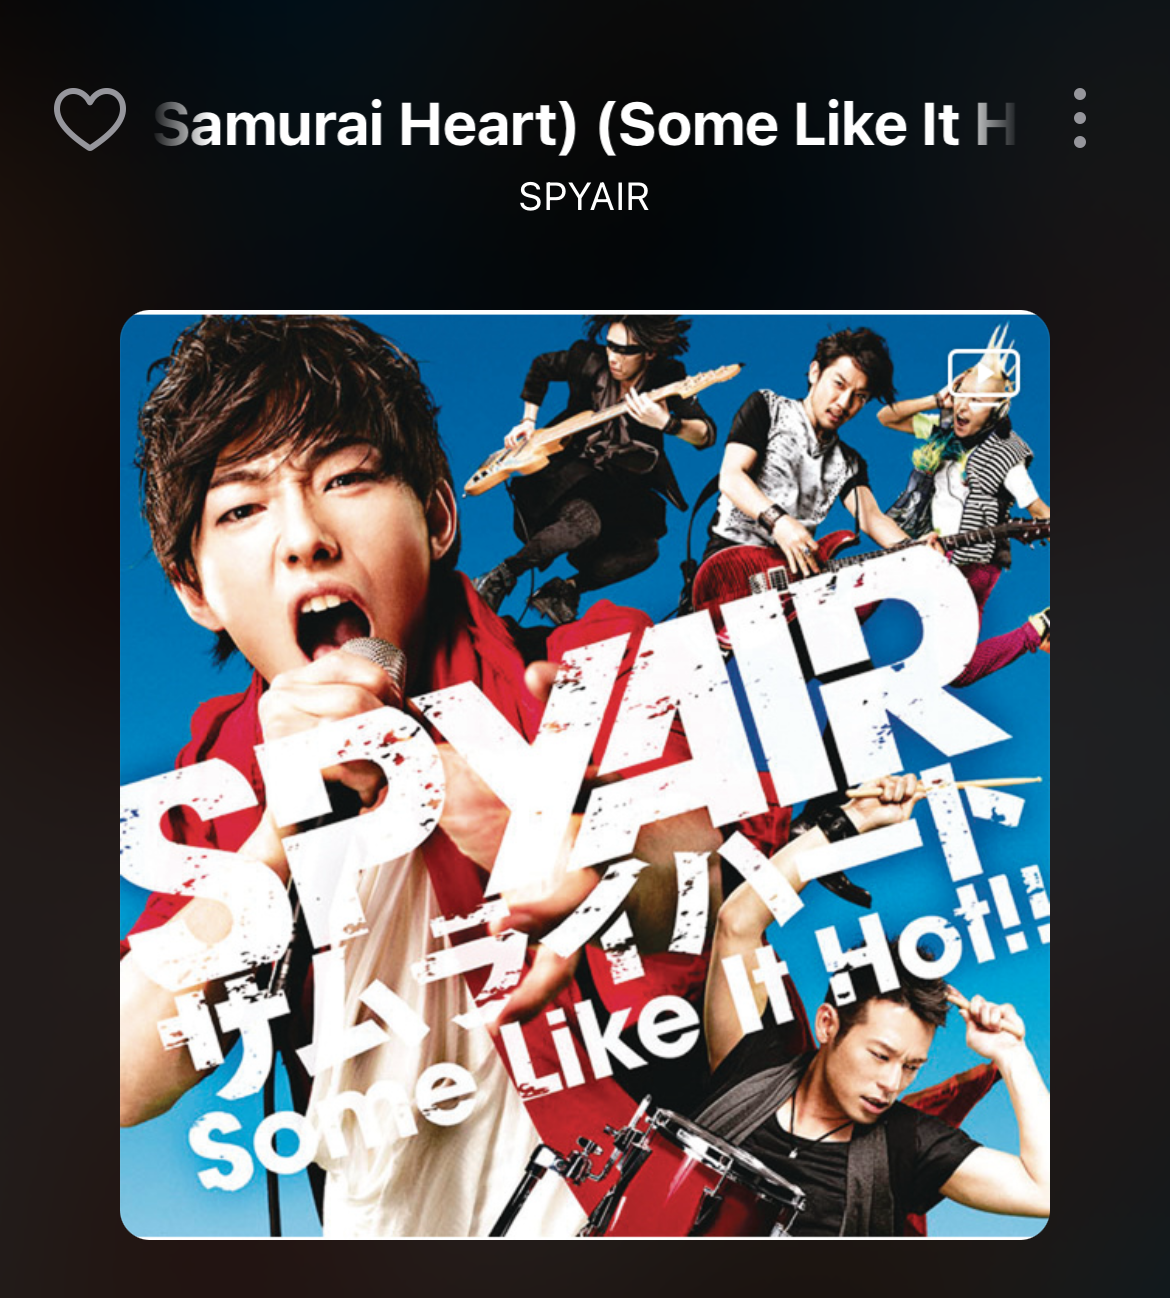 Samurai Heart) (Some Like It H
SPYAIR
SPYAIR
サムライハート
Some Like It Hot!!